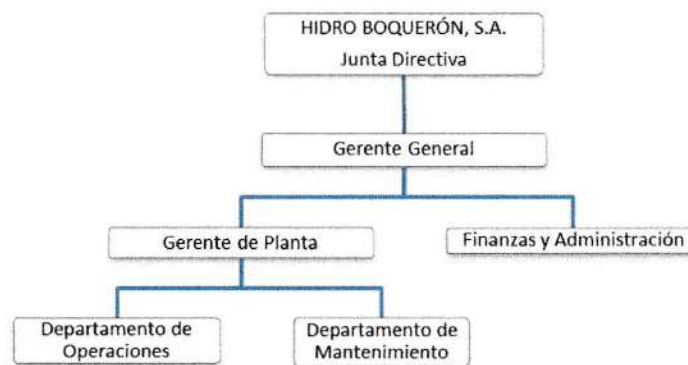 HIDRO BOQUERÓN, S.A.
Junta Directiva
Gerente General
Gerente de Planta
Finanzas y Administración
Departamento de
Operaciones
Departamento de
Mantenimiento